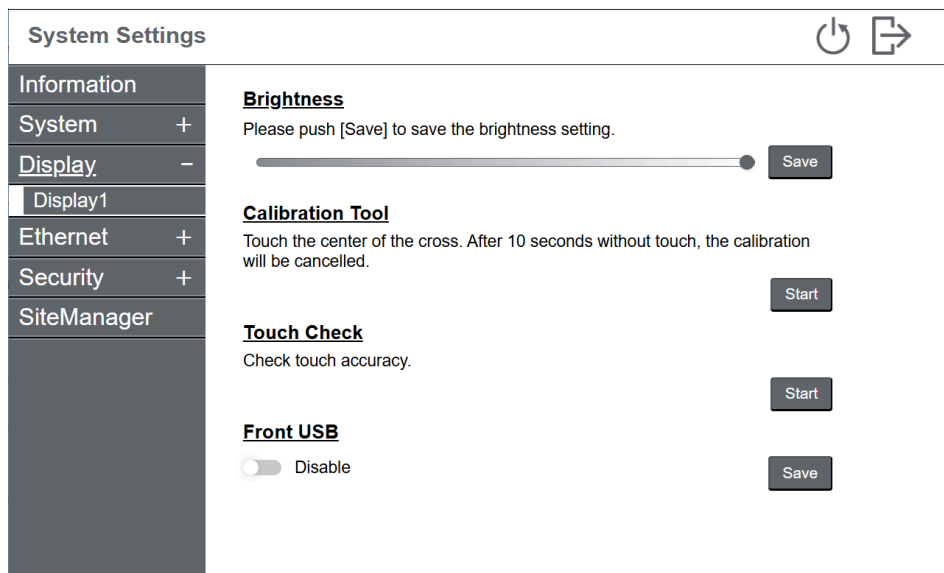 System Settings
Information
System +
Display −
Display1
Ethernet +
Security +
SiteManager
Brightness
Please push [Save] to save the brightness setting.
Save
Calibration Tool
Touch the center of the cross. After 10 seconds without touch, the calibration
will be cancelled.
Start
Touch Check
Check touch accuracy.
Start
Front USB
Disable
Save